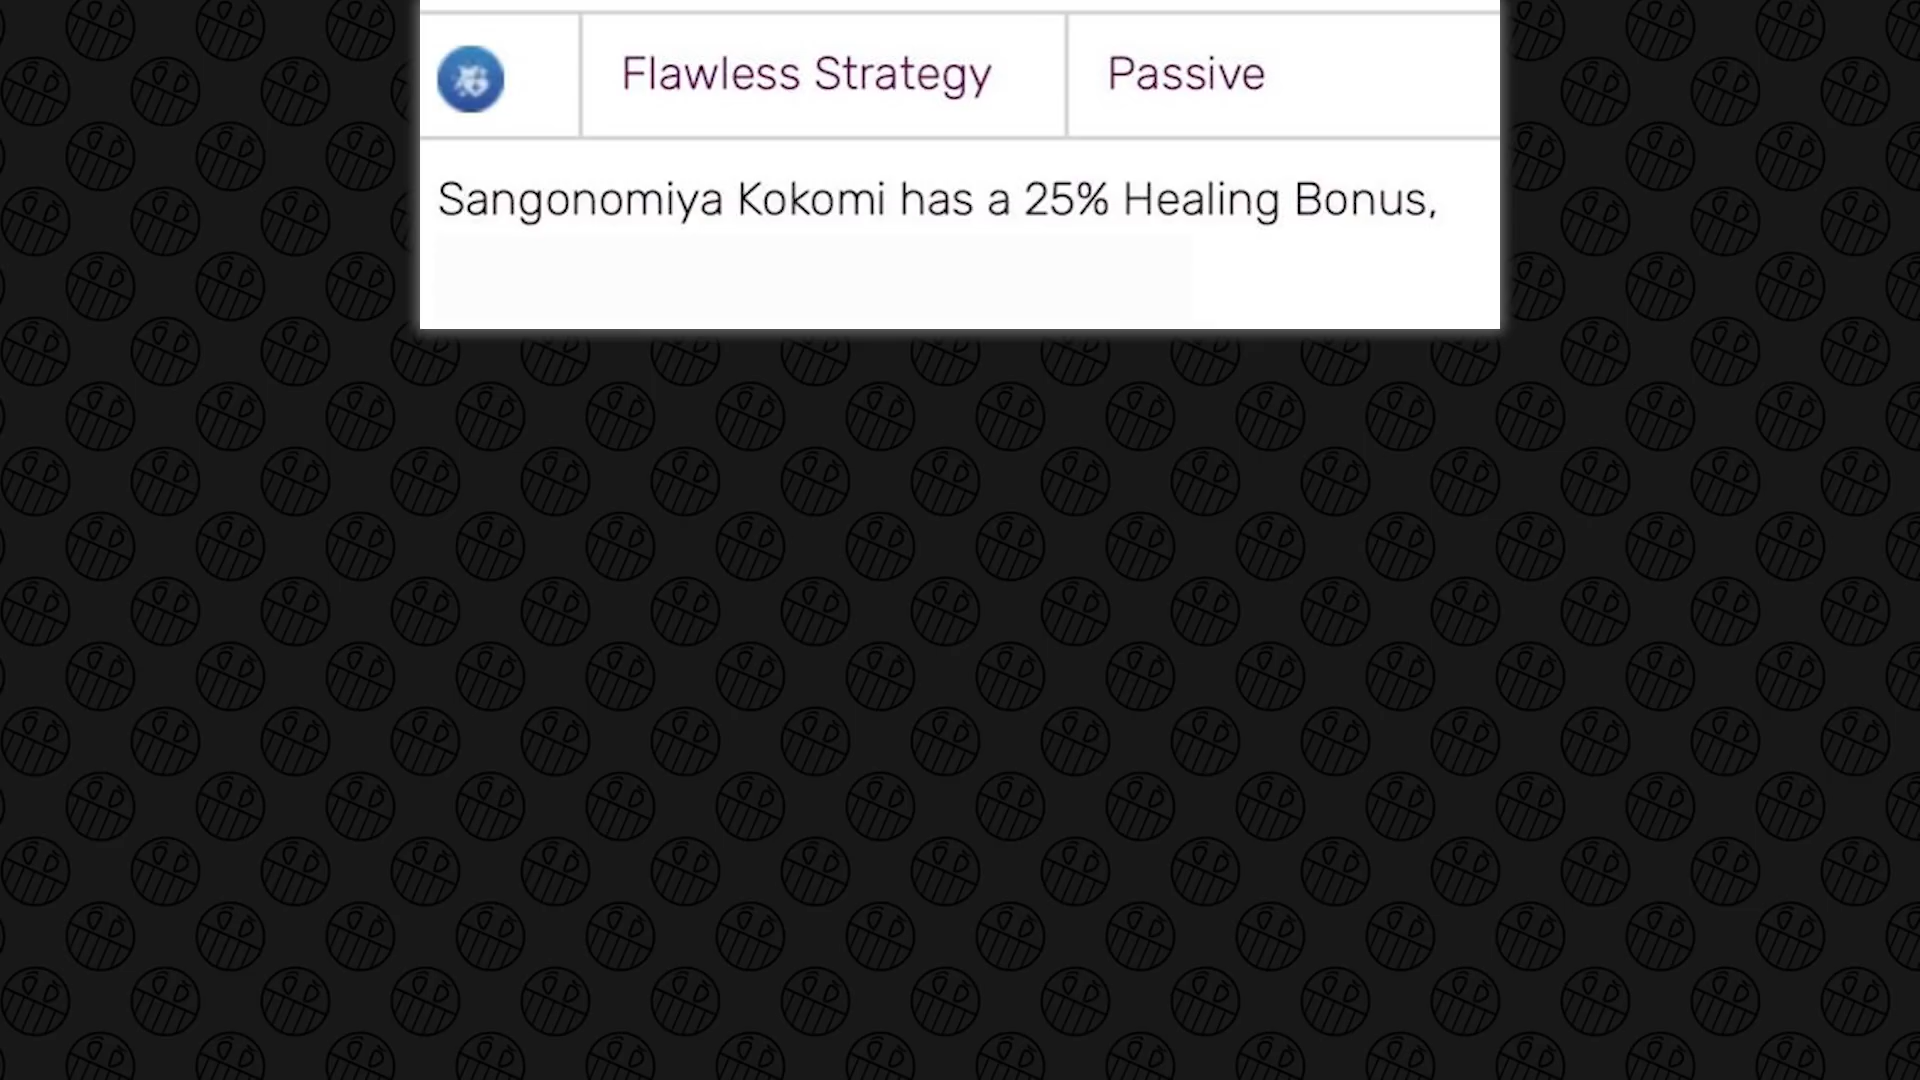 Flawless Strategy
Passive
Sangonomiya Kokomi has a 25% Healing Bonus,